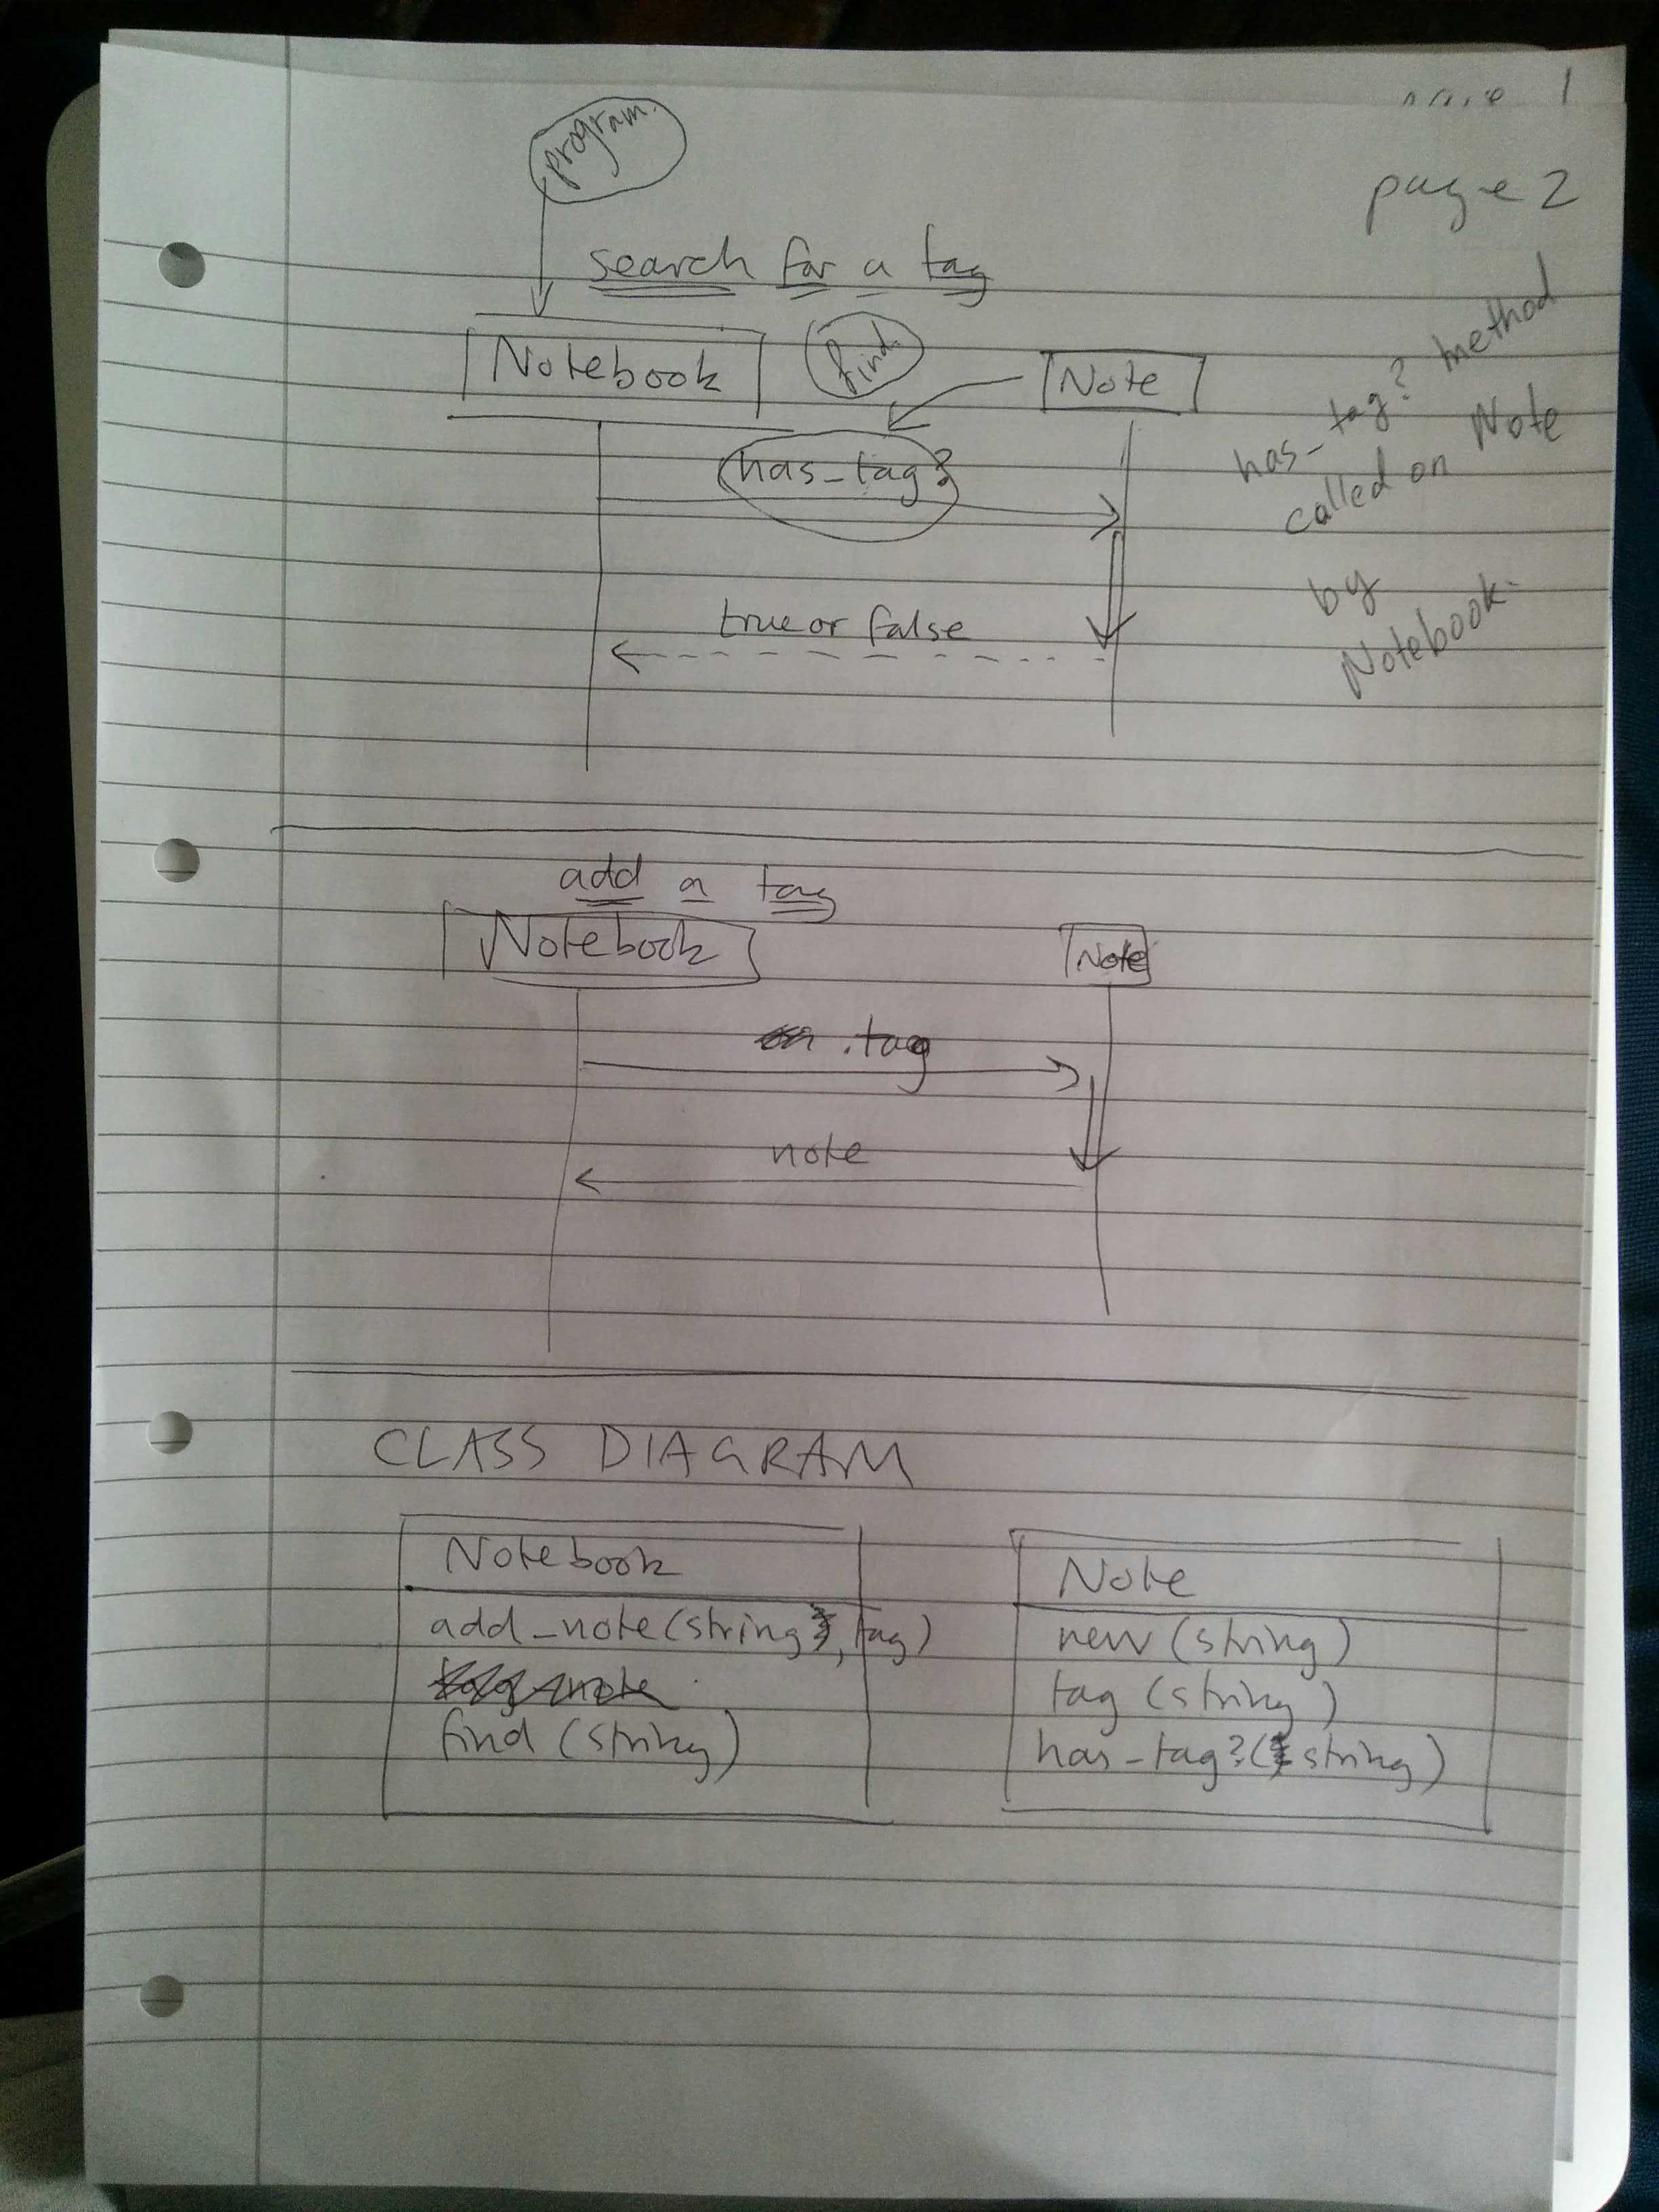 1
page 2
program.
search for a tag
Notebook
find.
Note
has_tag?
true or false
has_tag? method
called on Note
by
Notebook.
add a tag
Notebook
Note
.tag
note
CLASS DIAGRAM
Notebook
add_note(string, tag)
find (string)
Note
new (string)
tag (string)
has_tag?(string)